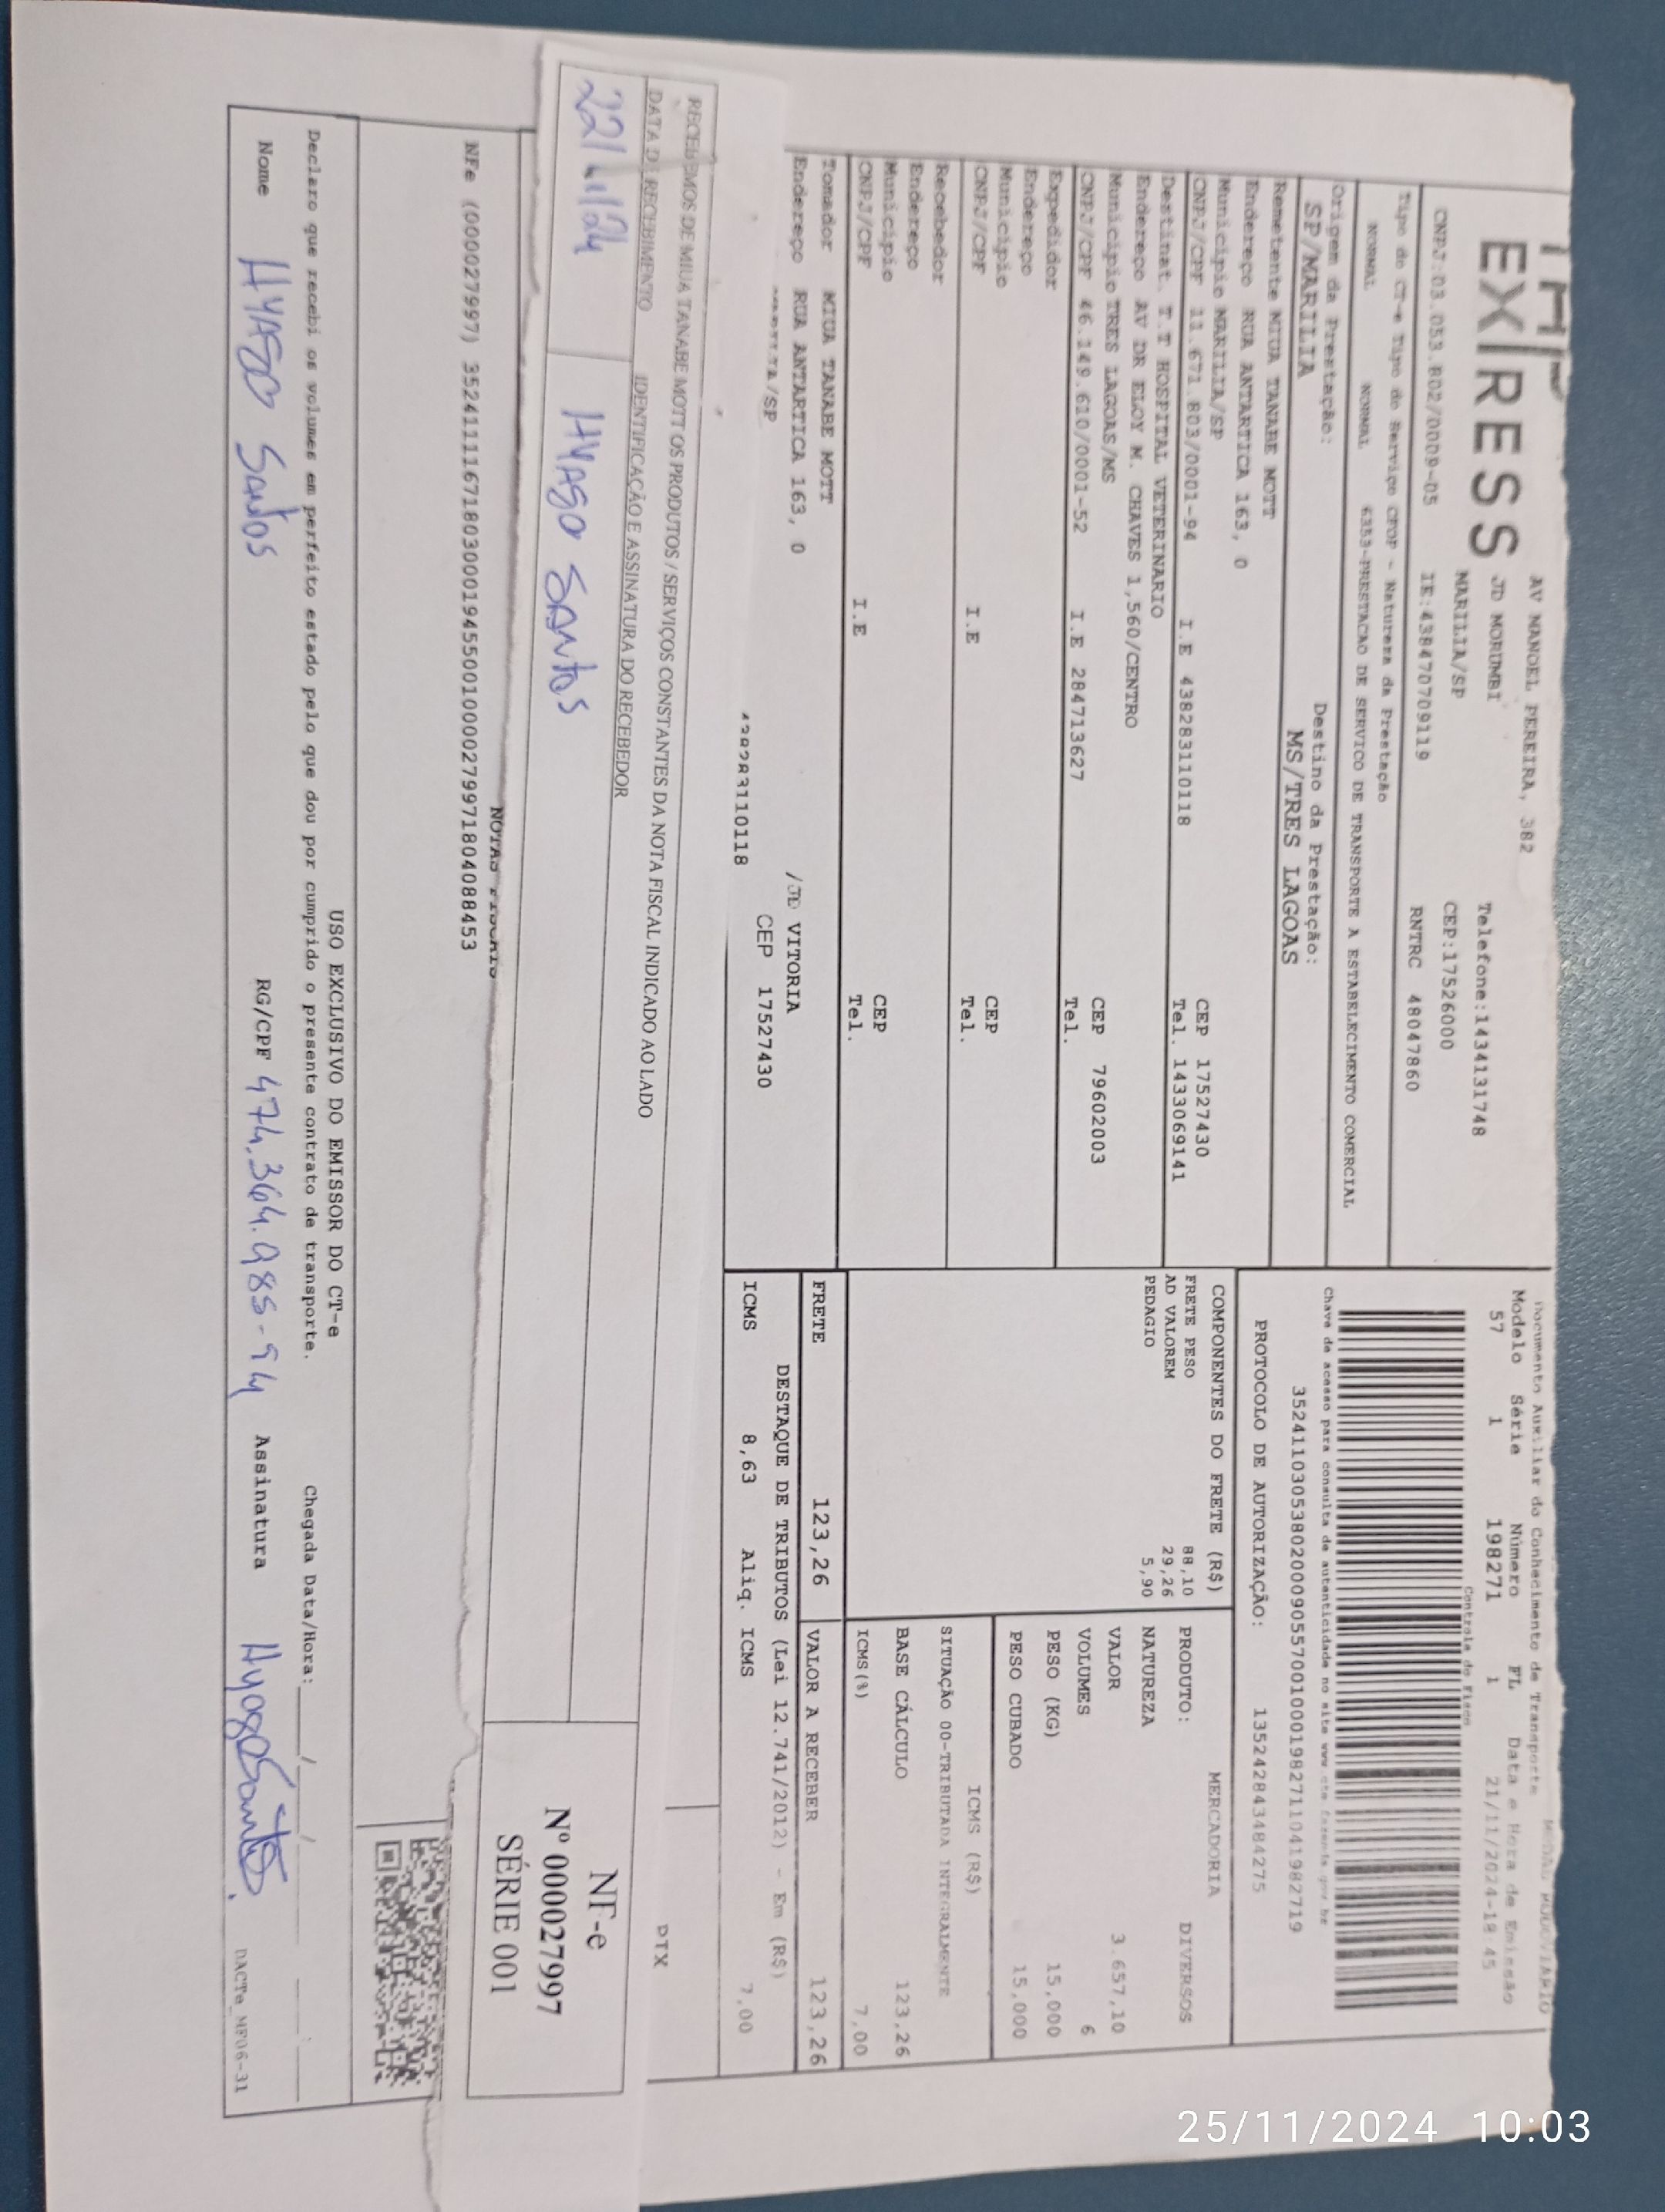 EXPRESS
AV MANOEL PEREIRA, 382
JD MORUMBI
MARILIA/SP
Telefone:1434131748
CEP:17526000
CNPJ:03.053.802/0009-05 IE:438470709119 RNTRC 48047860
Tipo do CT-e Tipo do Serviço CFOP - Natureza da Prestação
NORMAL NORMAL 6353-PRESTACAO DE SERVICO DE TRANSPORTE A ESTABELECIMENTO COMERCIAL
Origem da Prestação: Destino da Prestação:
SP/MARILIA MS/TRES LAGOAS
Remetente MIUA TANABE MOTT
Endereço RUA ANTARTICA 163, 0
Município MARILIA/SP CEP 17527430
CNPJ/CPF 11.671.803/0001-94 I.E 438283110118 Tel. 1433069141
Destinat. T.T HOSPITAL VETERINARIO
Endereço AV DR ELOY M. CHAVES 1,560/CENTRO
Município TRES LAGOAS/MS CEP 79602003
CNPJ/CPF 46.149.610/0001-52 I.E 284713627 Tel.
Expedidor
Endereço
Município CEP
CNPJ/CPF I.E Tel.
Recebedor
Endereço
Município CEP
CNPJ/CPF I.E Tel.
Tomador MIUA TANABE MOTT
Endereço RUA ANTARTICA 163, 0 /JD VITORIA
/SP CEP 17527430
3110118
Documento Auxiliar do Conhecimento de Transporte MODAL RODOVIARIO
Modelo Série Número FL Data e Hora de Emissão
57 1 198271 1 21/11/2024-18:45
Controle do Fisco
Chave de acesso para consulta de autenticidade no site www cte fazenda gov br
35241103053802000905570010001982711041982719
PROTOCOLO DE AUTORIZAÇÃO: 135242843484275
COMPONENTES DO FRETE (R$)
FRETE PESO 88,10
AD VALOREM 29,26
PEDAGIO 5,90
MERCADORIA
PRODUTO: DIVERSOS
NATUREZA
VALOR 3.657,10
VOLUMES 6
PESO (KG) 15,000
PESO CUBADO 15,000
ICMS (R$)
SITUAÇÃO 00-TRIBUTADA INTEGRALMENTE
BASE CÁLCULO 123,26
ICMS(%) 7,00
FRETE 123,26 VALOR A RECEBER 123,26
DESTAQUE DE TRIBUTOS (Lei 12.741/2012) - Em (R$)
ICMS 8,63 Aliq. ICMS 7,00
RECEBEMOS DE MIUA TANABE MOTT OS PRODUTOS / SERVIÇOS CONSTANTES DA NOTA FISCAL INDICADO AO LADO
DATA DE RECEBIMENTO IDENTIFICAÇÃO E ASSINATURA DO RECEBEDOR
22/11/24 HYAGO SANTOS
DTX
NF-e
Nº 000027997
SÉRIE 001
NOTAS FISCAIS
NFe (000027997) 35241111671803000194550010000279971804088453
USO EXCLUSIVO DO EMISSOR DO CT-e
Declaro que recebi os volumes em perfeito estado pelo que dou por cumprido o presente contrato de transporte. Chegada Data/Hora: / / :
Nome HYAGO SANTOS RG/CPF 474.364.985-94 Assinatura Hyago Santos
DACTe_MF06-31
25/11/2024 10:03